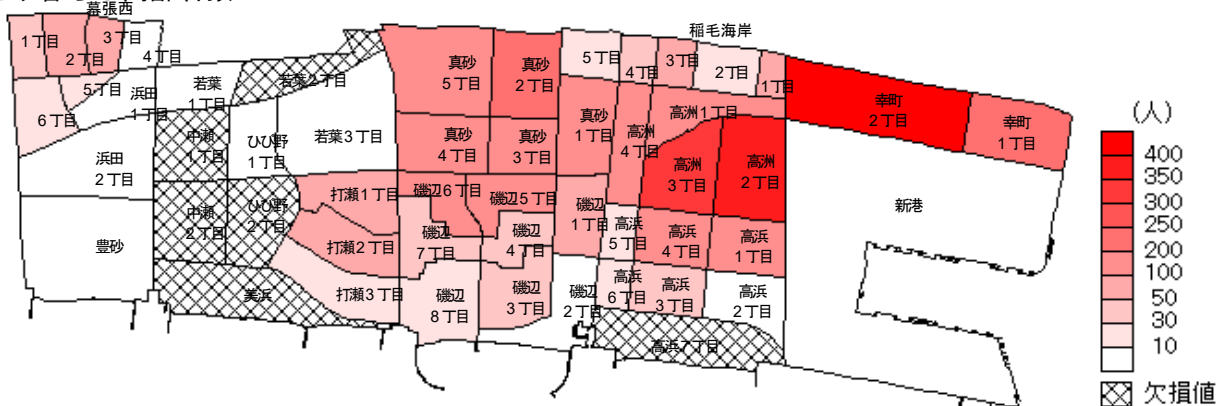 幕張西
1丁目
2丁目
3丁目
4丁目
5丁目
6丁目
浜田
1丁目
浜田
2丁目
豊砂
若葉
1丁目
若葉2丁目
若葉3丁目
中瀬
1丁目
中瀬
2丁目
ひび野
1丁目
ひび野
2丁目
美浜
打瀬1丁目
打瀬2丁目
打瀬3丁目
真砂
5丁目
真砂
2丁目
真砂
4丁目
真砂
3丁目
真砂
1丁目
磯辺6丁目
磯辺5丁目
磯辺
7丁目
磯辺
4丁目
磯辺
8丁目
磯辺
3丁目
磯辺
1丁目
磯辺
2丁目
稲毛海岸
5丁目
4丁目
3丁目
2丁目
1丁目
高洲1丁目
高洲
4丁目
高洲
3丁目
高洲
2丁目
高浜
5丁目
高浜
4丁目
高浜
1丁目
高浜
6丁目
高浜
3丁目
高浜
2丁目
高浜7丁目
幸町
2丁目
幸町
1丁目
新港
(人)
400
350
300
250
200
100
50
30
10
欠損値